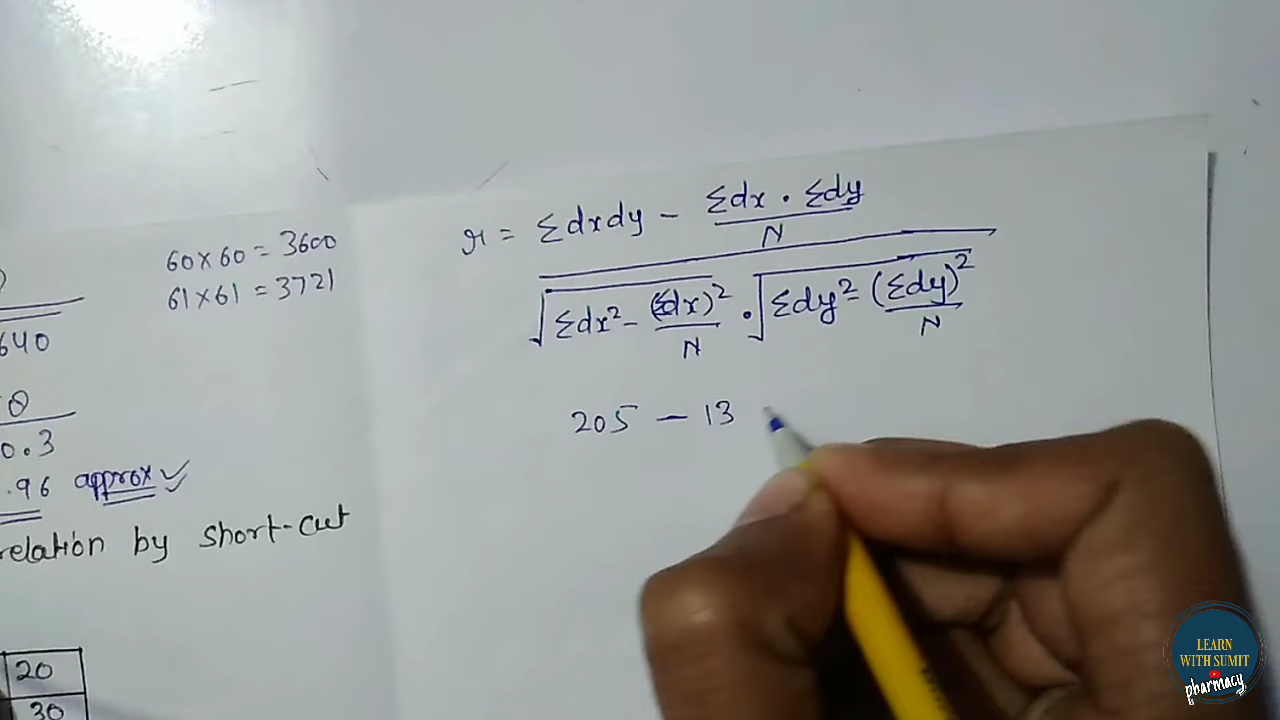 60×60 = 3600
61×61 = 3721
640
0.3
.96 approx ✓
relation by short-cut
20
30
r = Σdxdy - Σdx · Σdy
N
√Σdx² - (Σdx)² · √Σdy² - (Σdy)²
N N
205 - 13
LEARN
WITH SUMIT
pharmacy